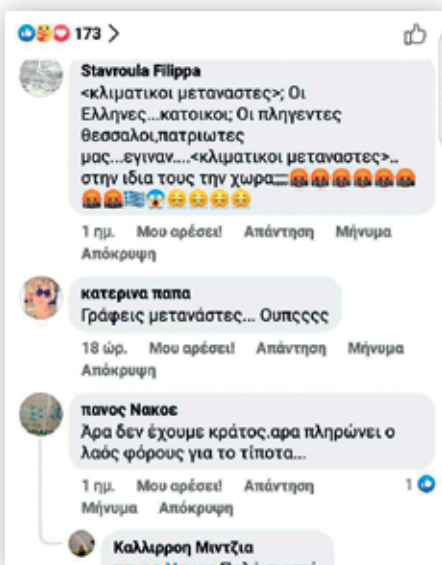 173 >
Stavroula Filippa
<κλιματικοι μεταναστες>; Οι
Ελληνες...κατοικοι; Οι πληγεντες
θεσσαλοι,πατριωτες
μας...εγιναν....<κλιματικοι μεταναστες>..
στην ιδια τους την χωρα;;;;🤬🤬🤬🤬🤬🤬
🤬🤬🇬🇷😱😔😔😔😔
1 ημ. Μου αρέσει! Απάντηση Μήνυμα
Απόκρυψη
κατερινα παπα
Γράφεις μετανάστες... Ουπςςςς
18 ώρ. Μου αρέσει! Απάντηση Μήνυμα
Απόκρυψη
πανος Νακοε
Άρα δεν έχουμε κράτος.αρα πληρώνει ο
λαός φόρους για το τίποτα...
1 ημ. Μου αρέσει! Απάντηση 1
Μήνυμα Απόκρυψη
Καλλιρροη Μιντζια